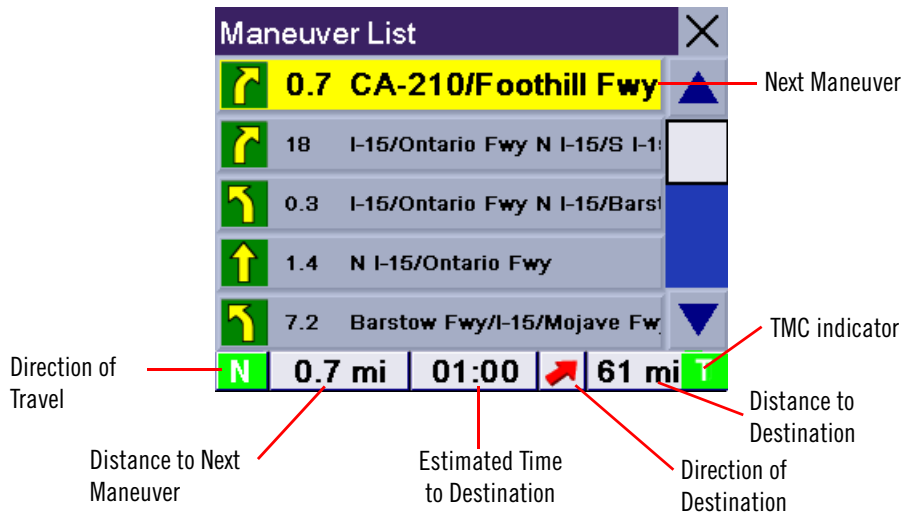 Maneuver List
0.7 CA-210/Foothill Fwy
Next Maneuver
18 I-15/Ontario Fwy N I-15/S I-1
0.3 I-15/Ontario Fwy N I-15/Barst
1.4 N I-15/Ontario Fwy
7.2 Barstow Fwy/I-15/Mojave Fw
TMC indicator
Direction of
Travel
N 0.7 mi 01:00 61 mi T
Distance to
Destination
Distance to Next
Maneuver
Estimated Time
to Destination
Direction of
Destination